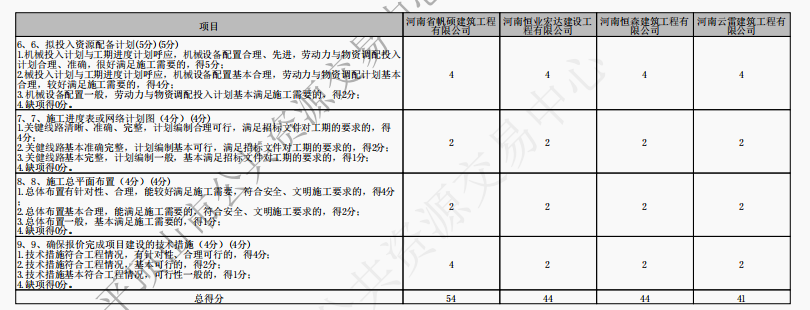 项目 河南省帆硕建筑工程有限公司 河南恒业宏达建设工程有限公司 河南恒森建筑工程有限公司 河南云雷建筑工程有限公司
6、6、拟投入资源配备计划(5分)(5分)
1.机械投入计划与工期进度计划呼应，机械设备配置合理、先进，劳动力与物资调配投入
计划合理、准确，很好满足施工需要的，得5分；
2.械投入计划与工期进度计划呼应，机械设备配置基本合理，劳动力与物资调配计划基本
合理，较好满足施工需要的，得4分；
3.机械设备配置一般，劳动力与物资调配投入计划基本满足施工需要的，得2分；
4.缺项得0分。
4 4 4 4
7、7、施工进度表或网络计划图（4分）(4分)
1.关键线路清晰、准确、完整，计划编制合理可行，满足招标文件对工期的要求的，得
4分；
2.关键线路基本准确完整，计划编制基本可行，满足招标文件对工期的要求的，得2分；
3.关键线路基本完整，计划编制一般，基本满足招标文件对工期的要求的，得1分；
4.缺项得0分。
2 2 2 2
8、8、施工总平面布置（4分）(4分)
1.总体布置有针对性、合理，能较好满足施工需要，符合安全、文明施工要求的，得4分
；
2.总体布置基本合理，能满足施工需要的，符合安全、文明施工要求的，得2分；
3.总体布置一般，基本满足施工需要的，得1分；
4.缺项得0分。
2 2 2 2
9、9、确保报价完成项目建设的技术措施（4分）(4分)
1.技术措施符合工程情况，有针对性，合理可行的，得4分；
2.技术措施符合工程情况，基本可行的，得2分；
3.技术措施基本符合工程情况，可行性一般的，得1分；
4.缺项得0分。
4 2 2 2
总得分 54 44 44 41
平顶山市公共资源交易中心
公共资源交易中心